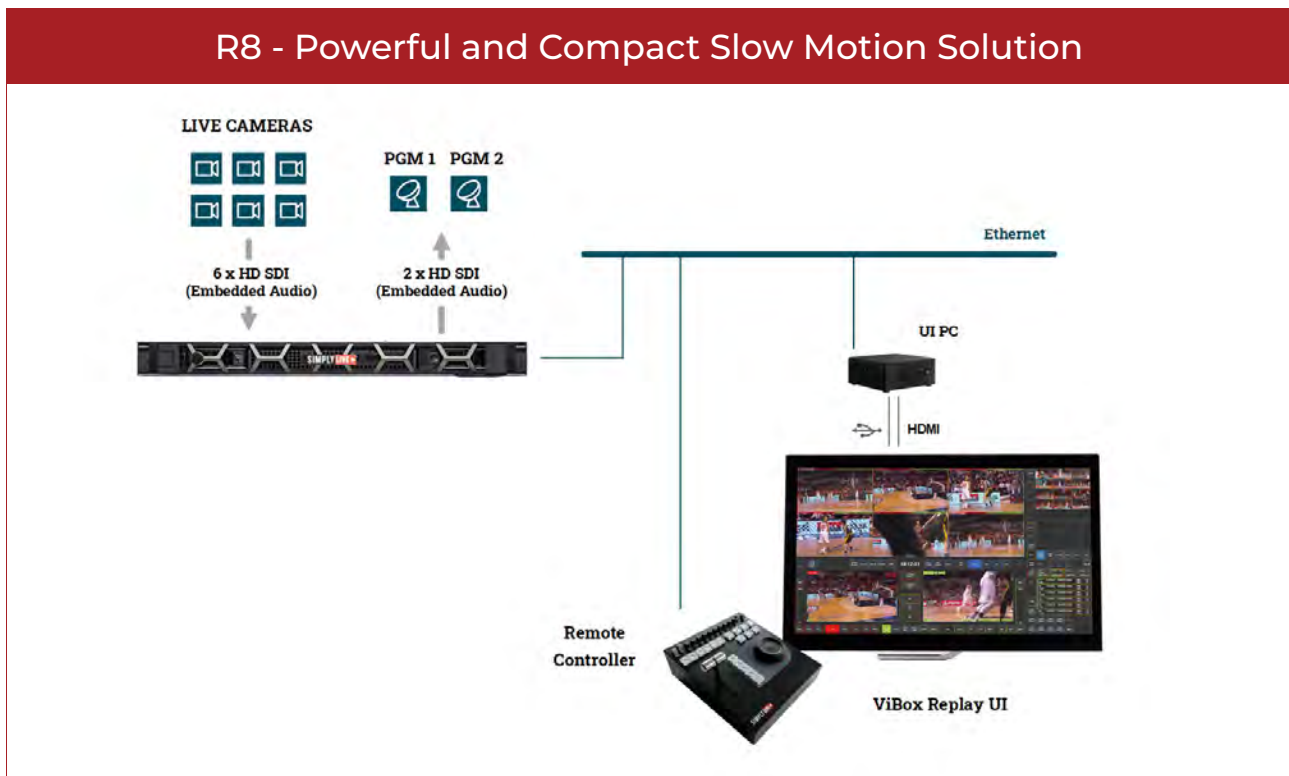 R8 - Powerful and Compact Slow Motion Solution
LIVE CAMERAS
PGM 1 PGM 2
6 x HD SDI
(Embedded Audio)
2 x HD SDI
(Embedded Audio)
SIMPLYLIVE
Ethernet
UI PC
HDMI
Remote
Controller
SIMPLYLIVE
ViBox Replay UI